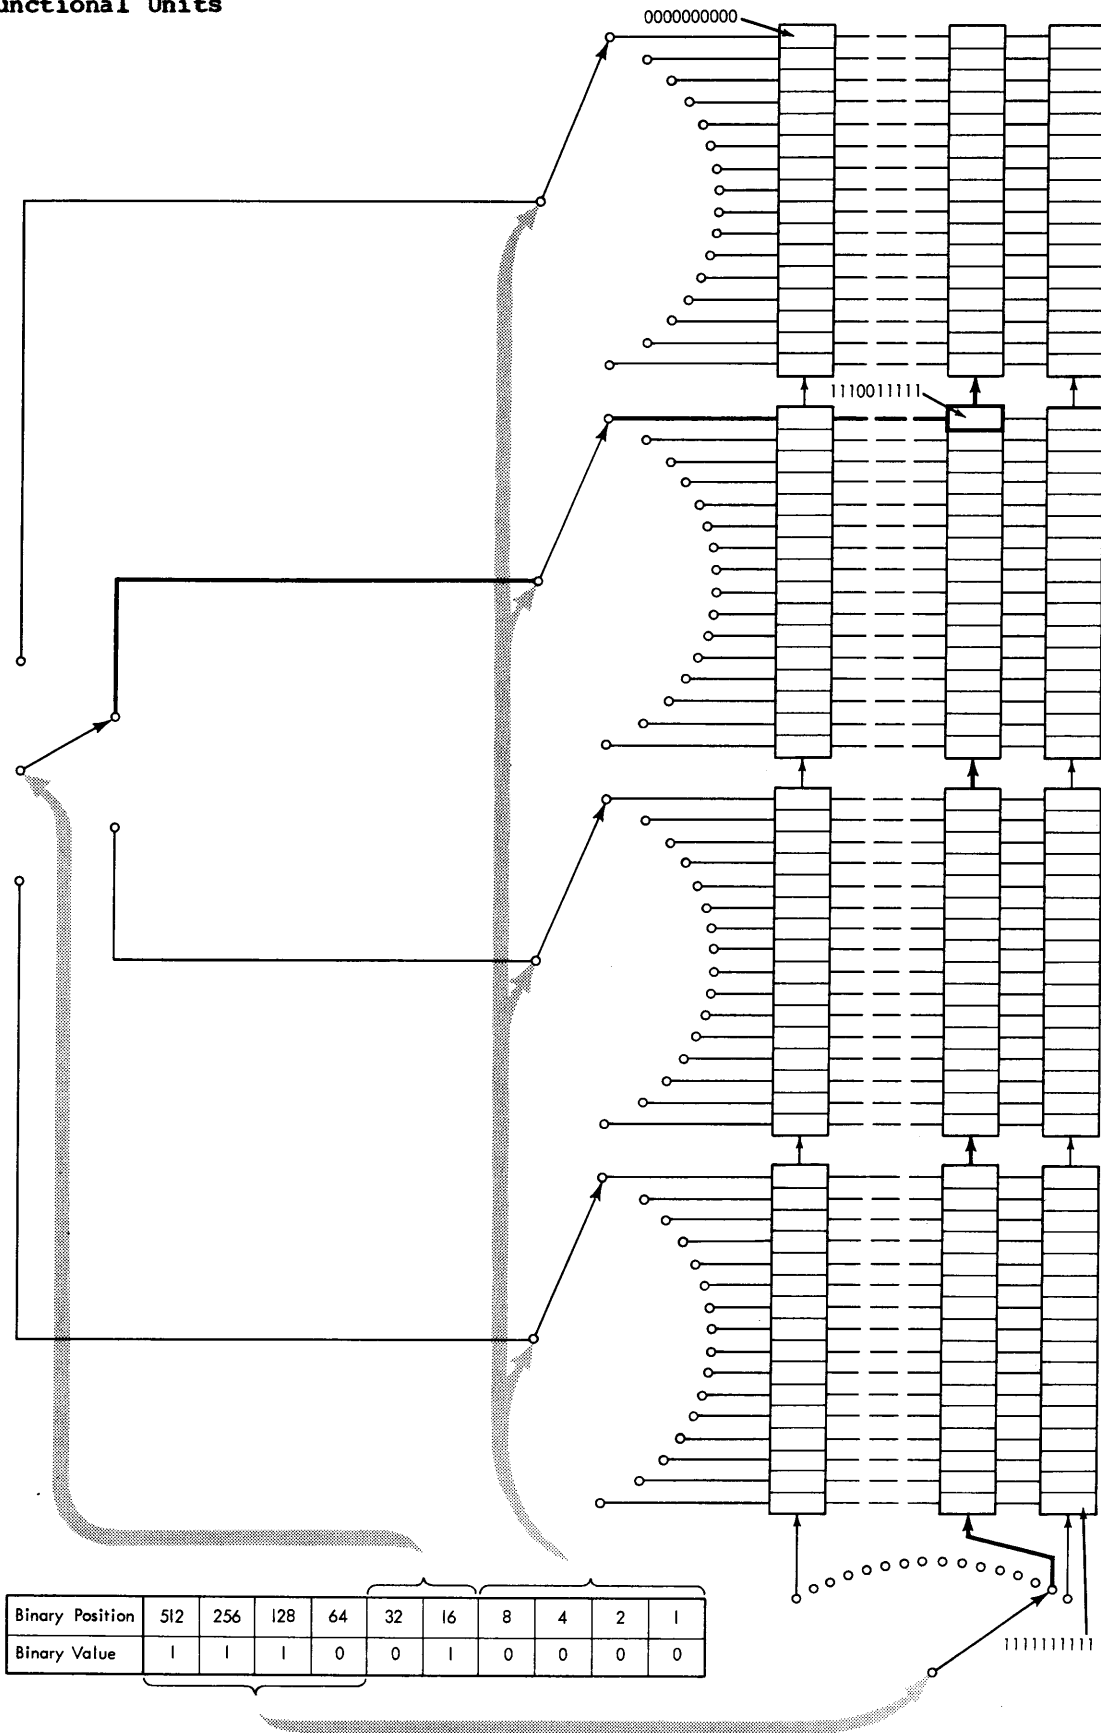 unctional Units
0000000000
1110011111
Binary Position 512 256 128 64 32 16 8 4 2 1
Binary Value 1 1 1 0 0 1 0 0 0 0
1111111111